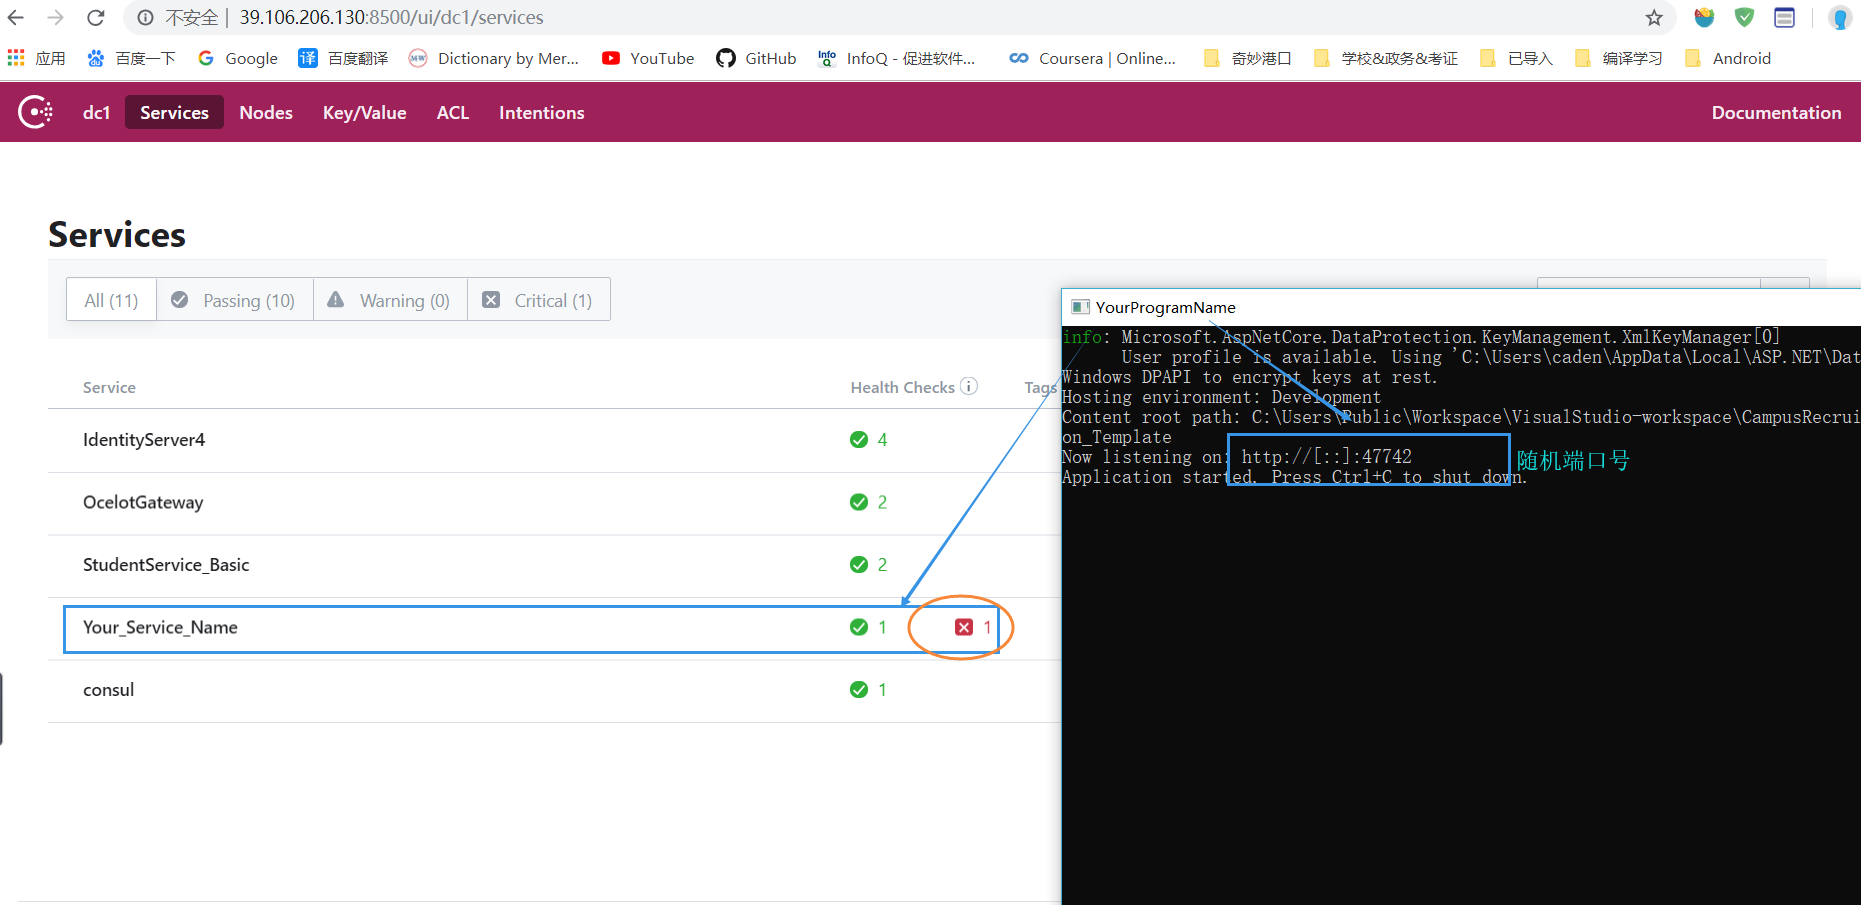 不安全 | 39.106.206.130:8500/ui/dc1/services
应用 百度一下 Google 译 百度翻译 MW Dictionary by Mer... YouTube GitHub Info Q InfoQ - 促进软件... Coursera | Online... 奇妙港口 学校&政务&考证 已导入 编译学习 Android
dc1 Services Nodes Key/Value ACL Intentions Documentation
Services
All (11) Passing (10) Warning (0) Critical (1)
Service Health Checks Tags
IdentityServer4 4
OcelotGateway 2
StudentService_Basic 2
Your_Service_Name 1 1
consul 1
YourProgramName
info: Microsoft.AspNetCore.DataProtection.KeyManagement.XmlKeyManager[0]
User profile is available. Using 'C:\Users\caden\AppData\Local\ASP.NET\Dat
Windows DPAPI to encrypt keys at rest.
Hosting environment: Development
Content root path: C:\Users\Public\Workspace\VisualStudio-workspace\CampusRecrui
on_Template
Now listening on: http://[::]:47742
随机端口号
Application started. Press Ctrl+C to shut down.